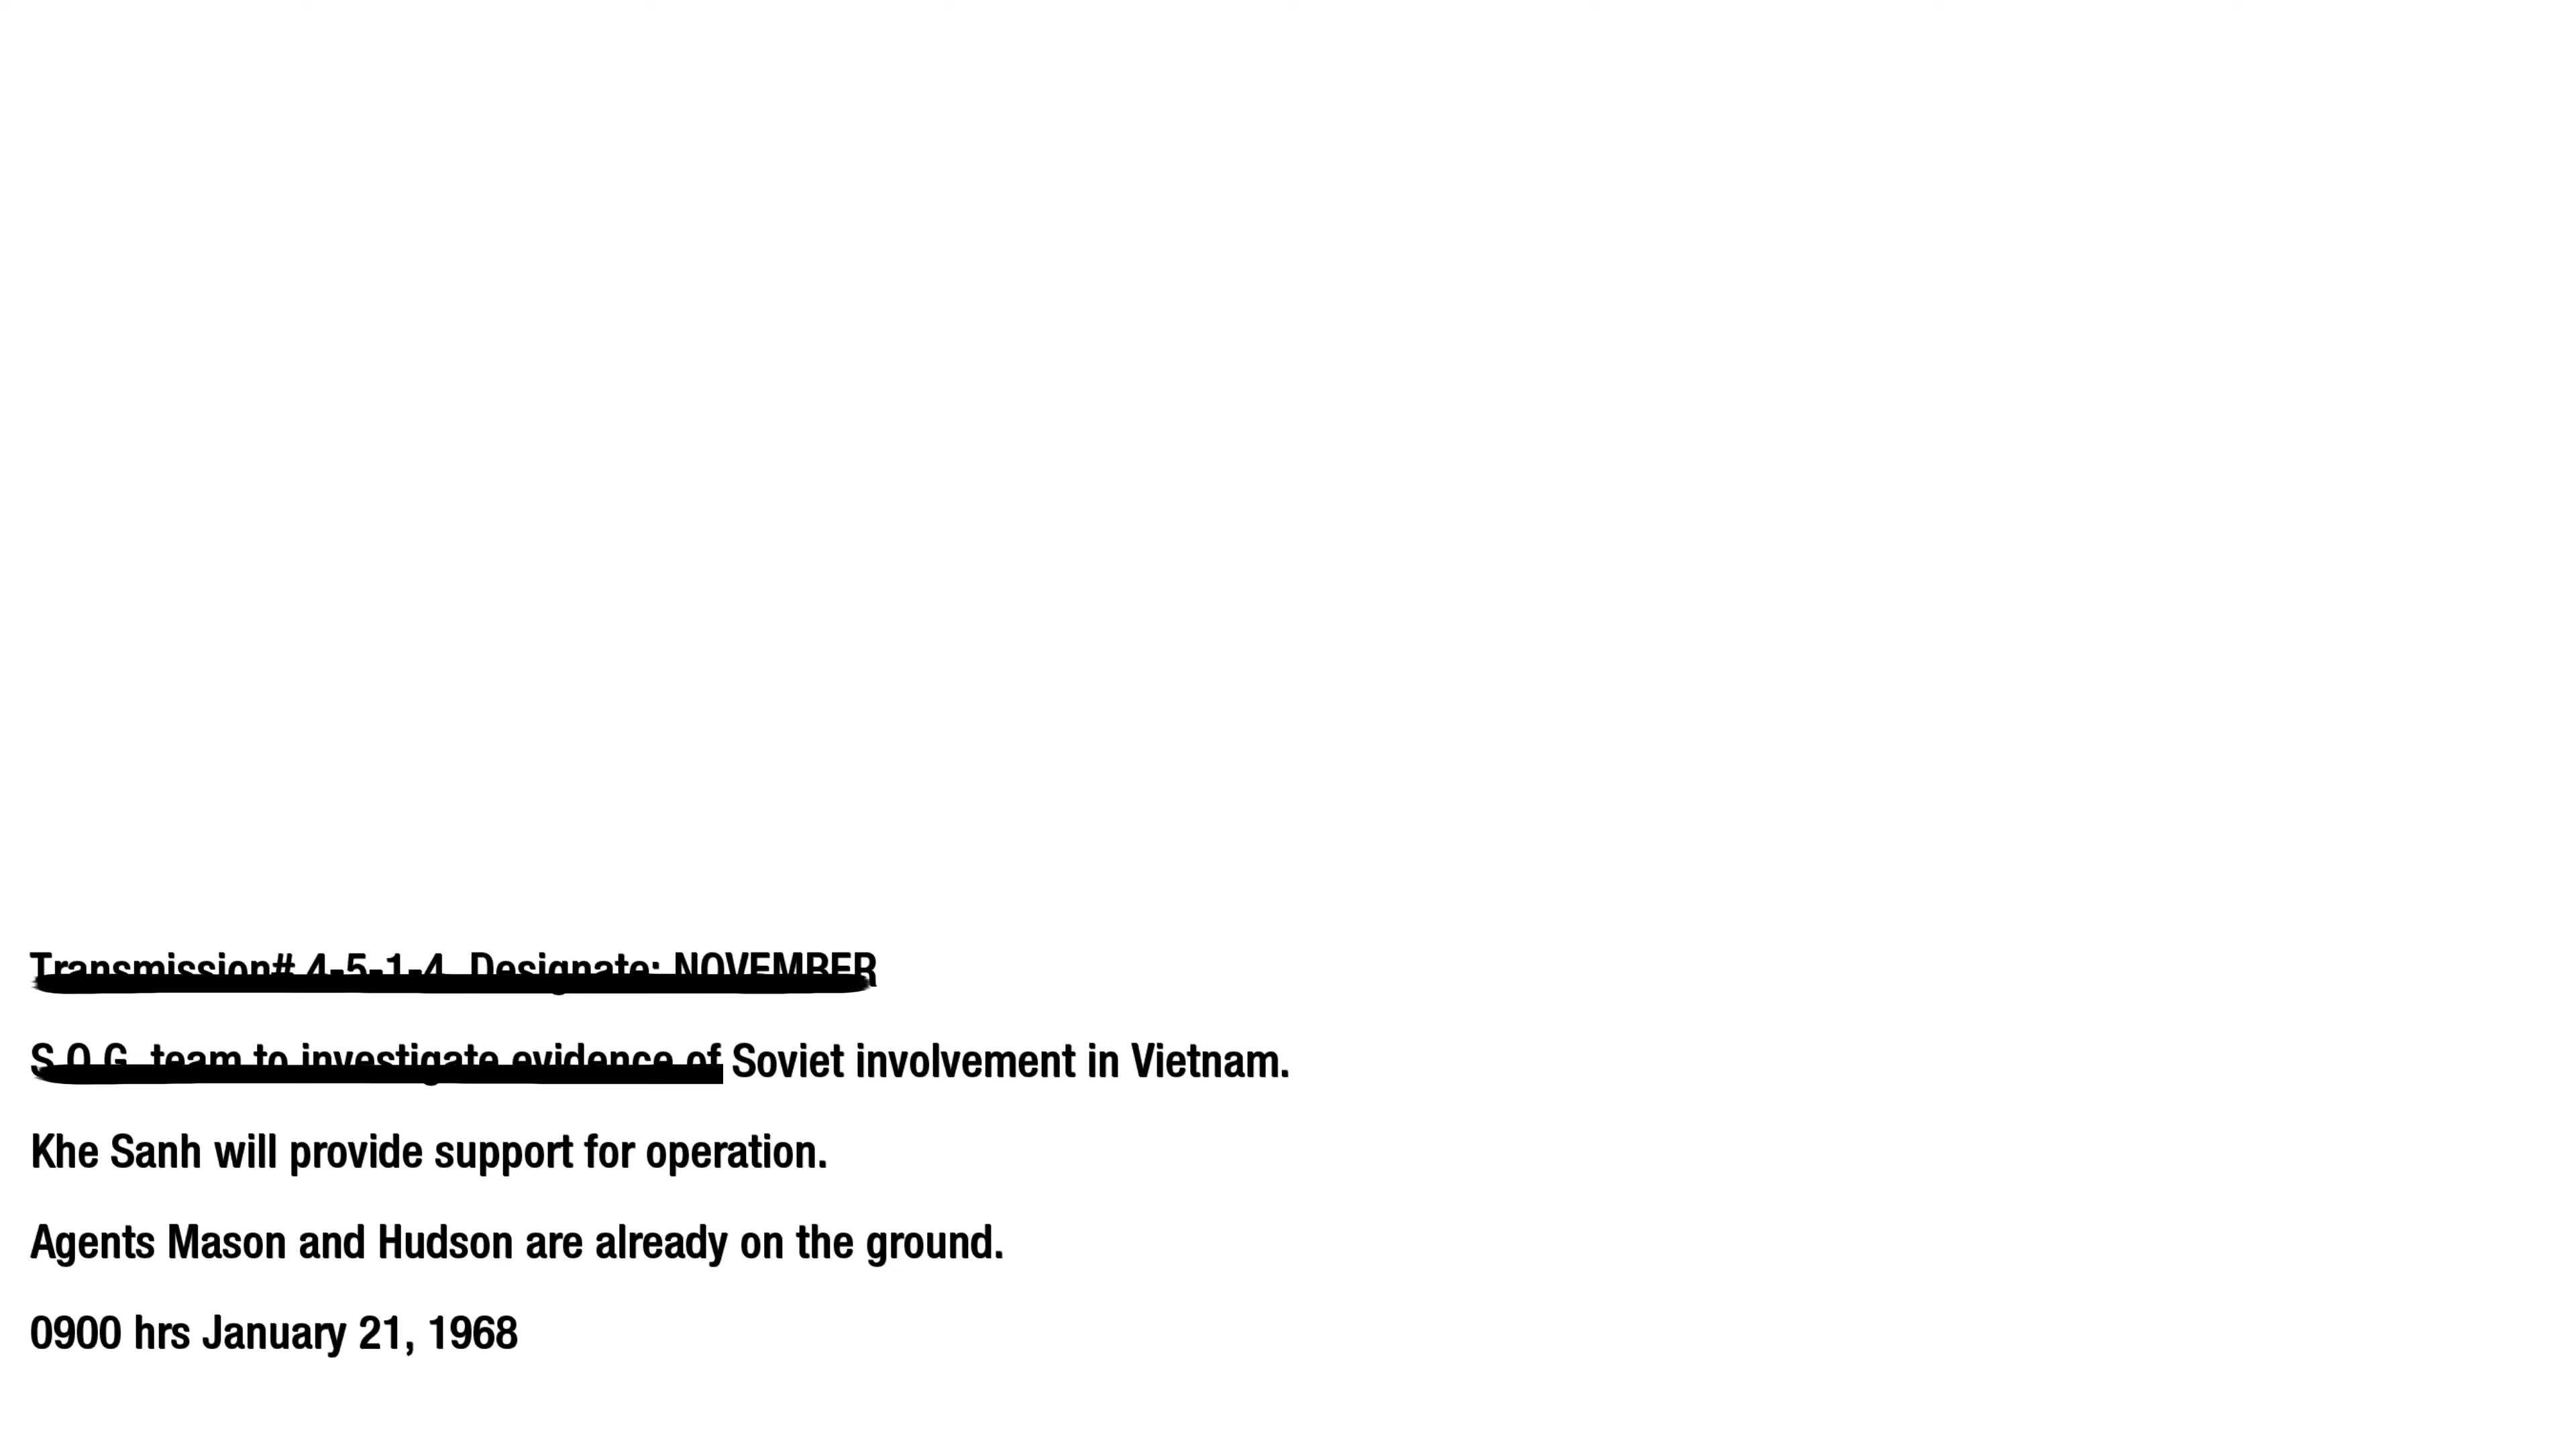 Transmission# 4-5-1-4, Designate: NOVEMBER
S.O.G. team to investigate evidence of Soviet involvement in Vietnam.
Khe Sanh will provide support for operation.
Agents Mason and Hudson are already on the ground.
0900 hrs January 21, 1968